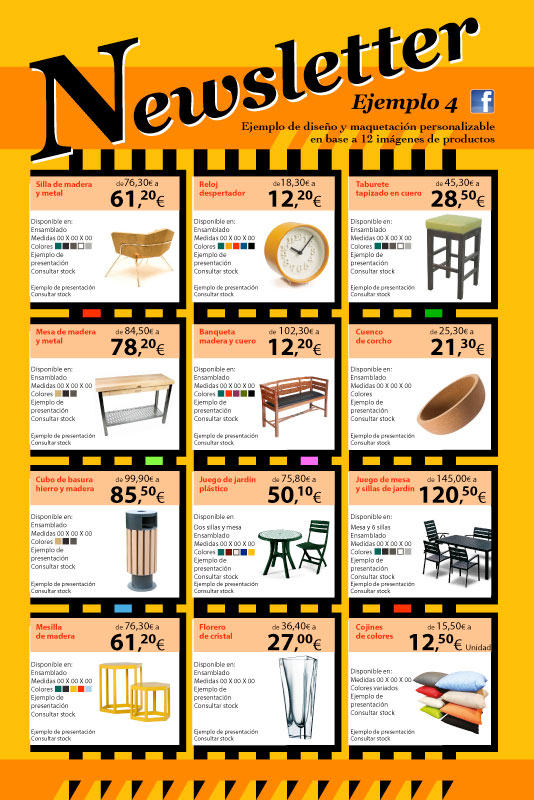 Newsletter
Ejemplo 4
f
Ejemplo de diseño y maquetación personalizable
en base a 12 imágenes de productos
Silla de madera
y metal
de 76,30€ a
61,20€
Disponible en:
Ensamblado
Medidas 00 X 00 X 00
Colores
Ejemplo de
presentación
Consultar stock
Ejemplo de presentación
Consultar stock
Reloj
despertador
de 18,30€ a
12,20€
Disponible en:
Ensamblado
Medidas 00 X 00 X 00
Colores
Ejemplo de
presentación
Consultar stock
Ejemplo de presentación
Consultar stock
Taburete
tapizado en cuero
de 45,30€ a
28,50€
Disponible en:
Ensamblado
Medidas 00 X 00 X 00
Colores
Ejemplo de
presentación
Consultar stock
Ejemplo de presentación
Consultar stock
Mesa de madera
y metal
de 84,50€ a
78,20€
Disponible en:
Ensamblado
Medidas 00 X 00 X 00
Colores
Ejemplo de
presentación
Consultar stock
Ejemplo de presentación
Consultar stock
Banqueta
madera y cuero
de 102,30€ a
12,20€
Disponible en:
Ensamblado
Medidas 00 X 00 X 00
Colores
Ejemplo de
presentación
Consultar stock
Ejemplo de presentación
Consultar stock
Cuenco
de corcho
de 25,30€ a
21,30€
Disponible en:
Ensamblado
Medidas 00 X 00 X 00
Ejemplo de
presentación
Consultar stock
Ejemplo de presentación
Consultar stock
Cubo de basura
hierro y madera
de 99,90€ a
85,50€
Disponible en:
Ensamblado
Medidas 00 X 00 X 00
Colores
Ejemplo de
presentación
Consultar stock
Ejemplo de presentación
Consultar stock
Juego de jardín
plástico
de 75,80€ a
50,10€
Disponible en:
Dos sillas y mesa
Ensamblado
Medidas 00 X 00 X 00
Colores
Ejemplo de
presentación
Consultar stock
Ejemplo de presentación
Consultar stock
Juego de mesa
y sillas de jardín
de 145,00€ a
120,50€
Disponible en:
Mesa y 6 sillas
Ensamblado
Medidas 00 X 00 X 00
Colores
Ejemplo de
presentación
Consultar stock
Ejemplo de presentación
Consultar stock
Mesilla
de madera
de 76,30€ a
61,20€
Disponible en:
Ensamblado
Medidas 00 X 00 X 00
Colores
Ejemplo de
presentación
Consultar stock
Ejemplo de presentación
Consultar stock
Florero
de cristal
de 36,40€ a
27,00€
Disponible en:
Ensamblado
Medidas 00 X 00 X 00
Ejemplo de
presentación
Consultar stock
Ejemplo de presentación
Consultar stock
Cojines
de colores
de 15,50€ a
12,50€ Unidad
Disponible en:
Medidas 00 X 00 X 00
Colores variados
Ejemplo de
presentación
Consultar stock
Ejemplo de presentación
Consultar stock